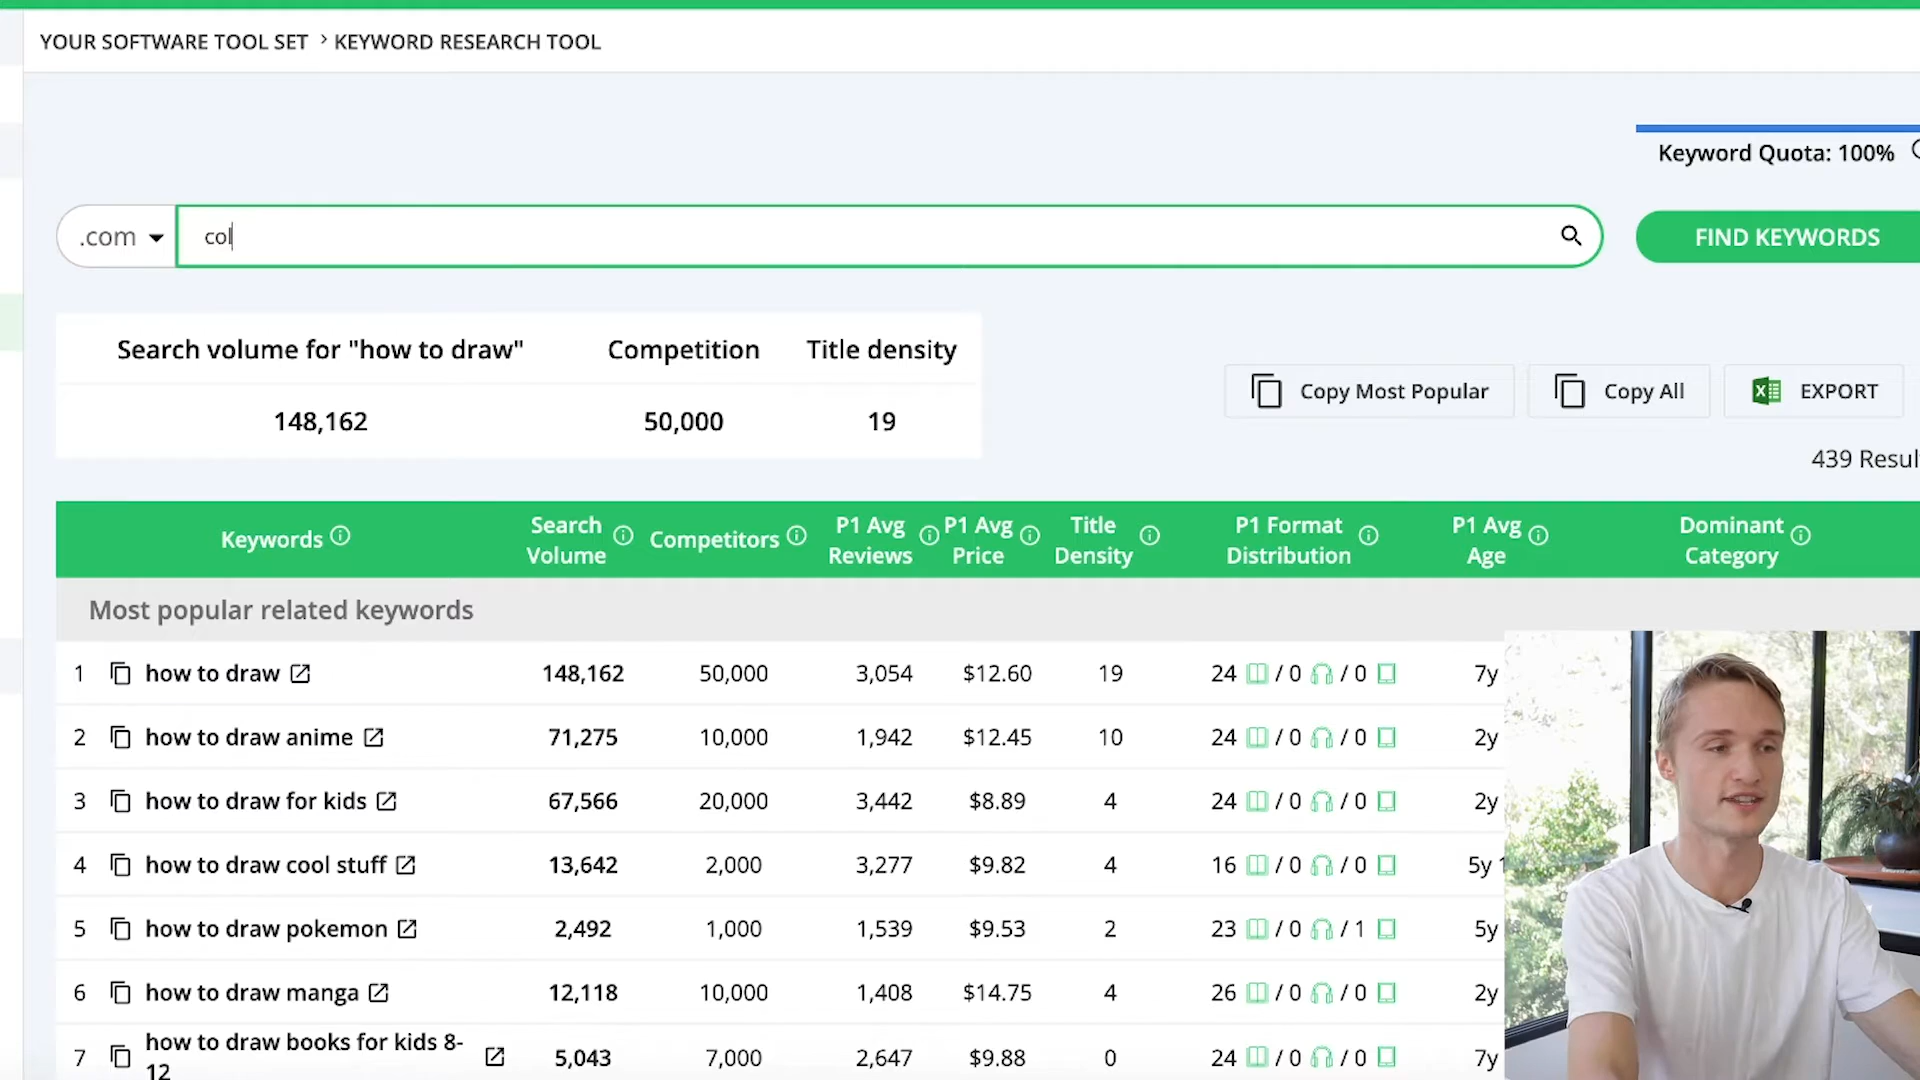 YOUR SOFTWARE TOOL SET > KEYWORD RESEARCH TOOL
Keyword Quota: 100%
.com col FIND KEYWORDS
Search volume for "how to draw" Competition Title density
148,162 50,000 19
Copy Most Popular Copy All EXPORT
439
Keywords Search Volume Competitors P1 Avg Reviews P1 Avg Price Title Density P1 Format Distribution P1 Avg Age Dominant Category
Most popular related keywords
1 how to draw 148,162 50,000 3,054 $12.60 19 24 / 0 / 0 7y
2 how to draw anime 71,275 10,000 1,942 $12.45 10 24 / 0 / 0 2y
3 how to draw for kids 67,566 20,000 3,442 $8.89 4 24 / 0 / 0 2y
4 how to draw cool stuff 13,642 2,000 3,277 $9.82 4 16 / 0 / 0 5y
5 how to draw pokemon 2,492 1,000 1,539 $9.53 2 23 / 0 / 1 5y
6 how to draw manga 12,118 10,000 1,408 $14.75 4 26 / 0 / 0 2y
7 how to draw books for kids 8-12 5,043 7,000 2,647 $9.88 0 24 / 0 / 0 7y